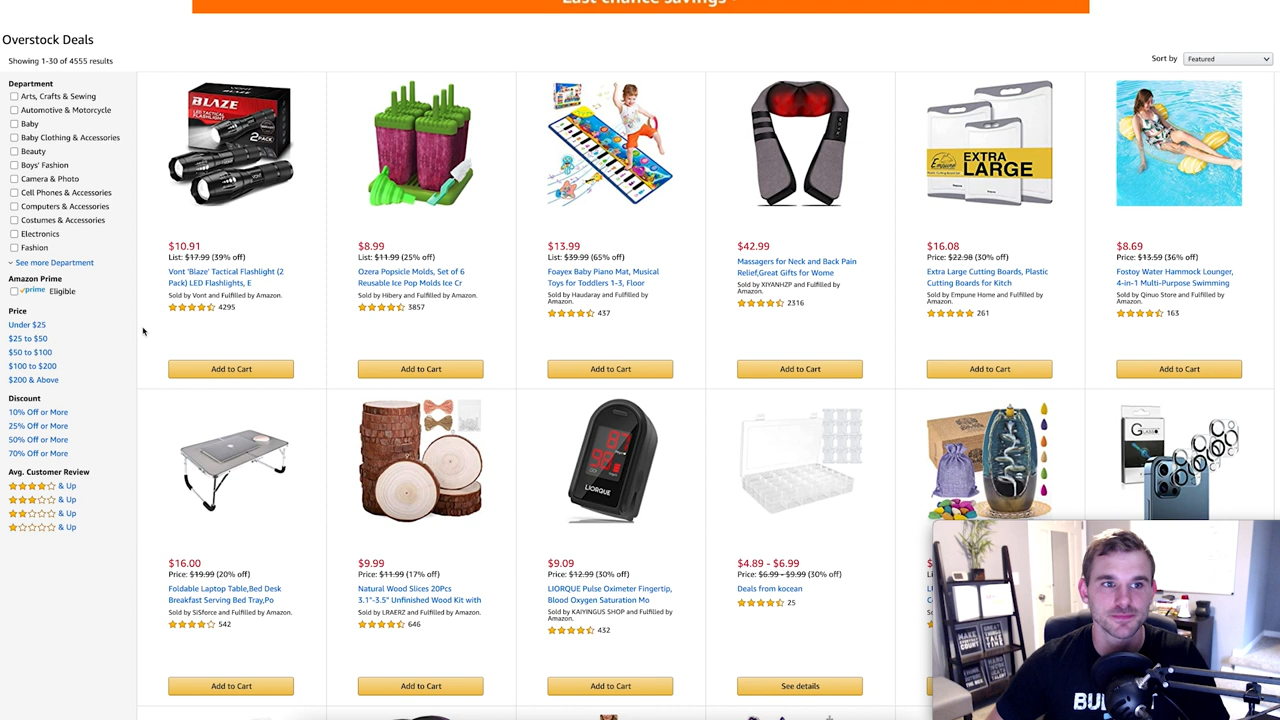 Last chance savings
Overstock Deals
Showing 1-30 of 4555 results
Sort by
Featured
Department
Arts, Crafts & Sewing
Automotive & Motorcycle
Baby
Baby Clothing & Accessories
Beauty
Boys' Fashion
Camera & Photo
Cell Phones & Accessories
Computers & Accessories
Costumes & Accessories
Electronics
Fashion
See more Department
Amazon Prime
prime Eligible
Price
Under $25
$25 to $50
$50 to $100
$100 to $200
$200 & Above
Discount
10% Off or More
25% Off or More
50% Off or More
70% Off or More
Avg. Customer Review
& Up
& Up
& Up
& Up
BLAZE
2 PACK
$10.91
List: $17.99 (39% off)
Vont 'Blaze' Tactical Flashlight (2
Pack) LED Flashlights, E
Sold by Vont and Fulfilled by Amazon.
4295
Add to Cart
$8.99
List: $11.99 (25% off)
Ozera Popsicle Molds, Set of 6
Reusable Ice Pop Molds Ice Cr
Sold by Hibery and Fulfilled by Amazon.
3857
Add to Cart
$13.99
List: $39.99 (65% off)
Foayex Baby Piano Mat, Musical
Toys for Toddlers 1-3, Floor
Sold by Haudaray and Fulfilled by
Amazon.
437
Add to Cart
$42.99
Massagers for Neck and Back Pain
Relief,Great Gifts for Wome
Sold by XIYANHZP and Fulfilled by
Amazon.
2316
Add to Cart
Empune
EXTRA
LARGE
$16.08
Price: $22.98 (30% off)
Extra Large Cutting Boards, Plastic
Cutting Boards for Kitch
Sold by Empune Home and Fulfilled by
Amazon.
261
Add to Cart
$8.69
Price: $13.59 (36% off)
Fostoy Water Hammock Lounger,
4-in-1 Multi-Purpose Swimming
Sold by Qinuo Store and Fulfilled by
Amazon.
163
Add to Cart
$16.00
Price: $19.99 (20% off)
Foldable Laptop Table,Bed Desk
Breakfast Serving Bed Tray,Po
Sold by SiSforce and Fulfilled by Amazon.
542
Add to Cart
$9.99
Price: $11.99 (17% off)
Natural Wood Slices 20Pcs
3.1"-3.5" Unfinished Wood Kit with
Sold by LRAERZ and Fulfilled by Amazon.
646
Add to Cart
LIORQUE
$9.09
Price: $12.99 (30% off)
LIORQUE Pulse Oximeter Fingertip,
Blood Oxygen Saturation Mo
Sold by KAIYINGUS SHOP and Fulfilled by
Amazon.
432
Add to Cart
$4.89 - $6.99
Price: $6.99 - $9.99 (30% off)
Deals from kocean
25
See details
MAKE
EVERYDAY
COUNT
GREAT
THINGS
TAKE
TIME